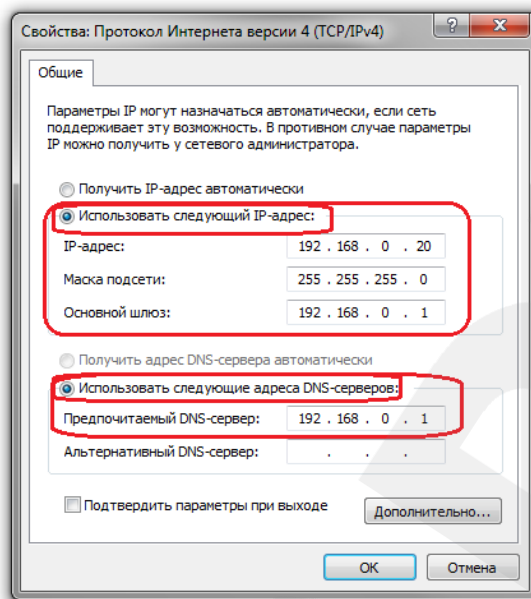 Свойства: Протокол Интернета версии 4 (TCP/IPv4)
Общие
Параметры IP могут назначаться автоматически, если сеть
поддерживает эту возможность. В противном случае параметры
IP можно получить у сетевого администратора.
Получить IP-адрес автоматически
Использовать следующий IP-адрес:
IP-адрес: 192 . 168 . 0 . 20
Маска подсети: 255 . 255 . 255 . 0
Основной шлюз: 192 . 168 . 0 . 1
Получить адрес DNS-сервера автоматически
Использовать следующие адреса DNS-серверов:
Предпочитаемый DNS-сервер: 192 . 168 . 0 . 1
Альтернативный DNS-сервер: . . .
Подтвердить параметры при выходе
Дополнительно...
OK Отмена